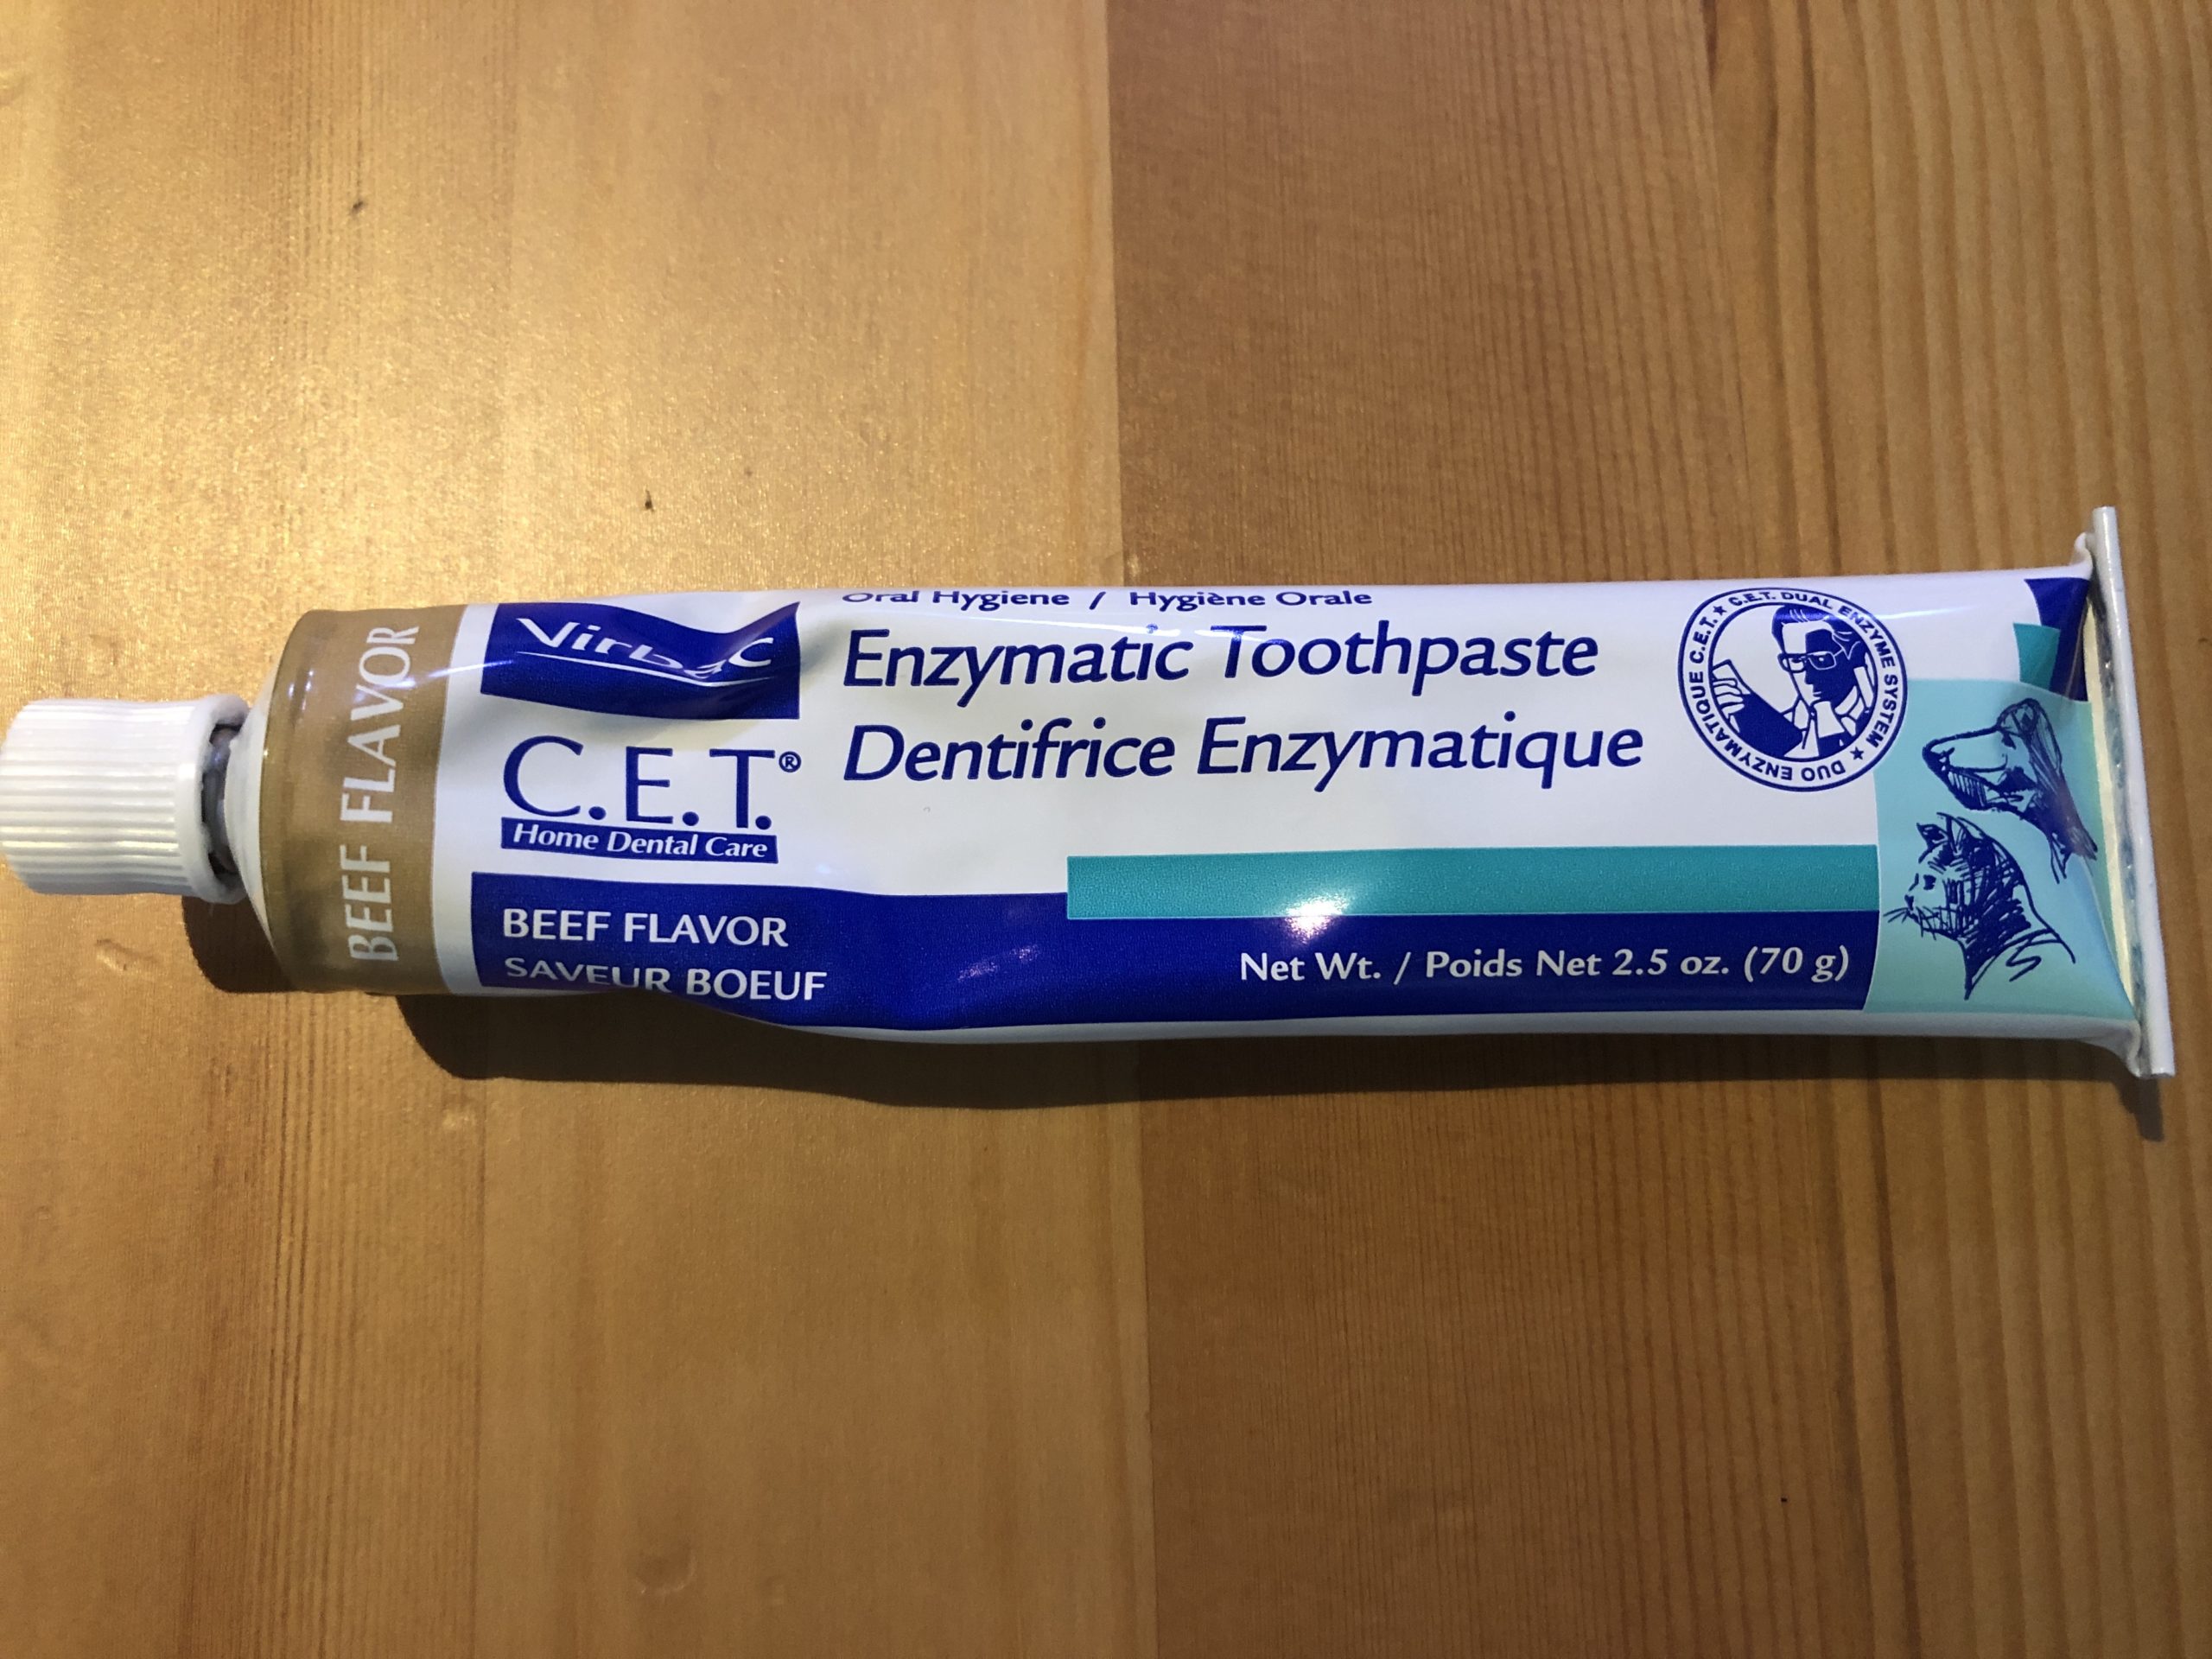 BEEF FLAVOR
Virbac
C.E.T.®
Home Dental Care
BEEF FLAVOR
SAVEUR BOEUF
Oral Hygiene / Hygiène Orale
Enzymatic Toothpaste
Dentifrice Enzymatique
★ C.E.T. DUAL ENZYME SYSTEM ★ DUO ENZYMATIQUE C.E.T.
Net Wt. / Poids Net 2.5 oz. (70 g)